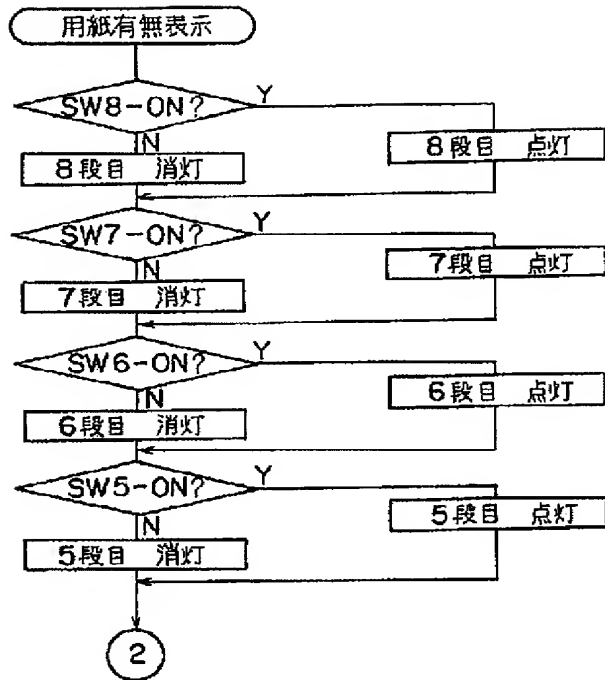 用紙有無表示
SW8-ON?
Y
N
8段目 消灯
8段目 点灯
SW7-ON?
Y
N
7段目 消灯
7段目 点灯
SW6-ON?
Y
N
6段目 消灯
6段目 点灯
SW5-ON?
Y
N
5段目 消灯
5段目 点灯
2